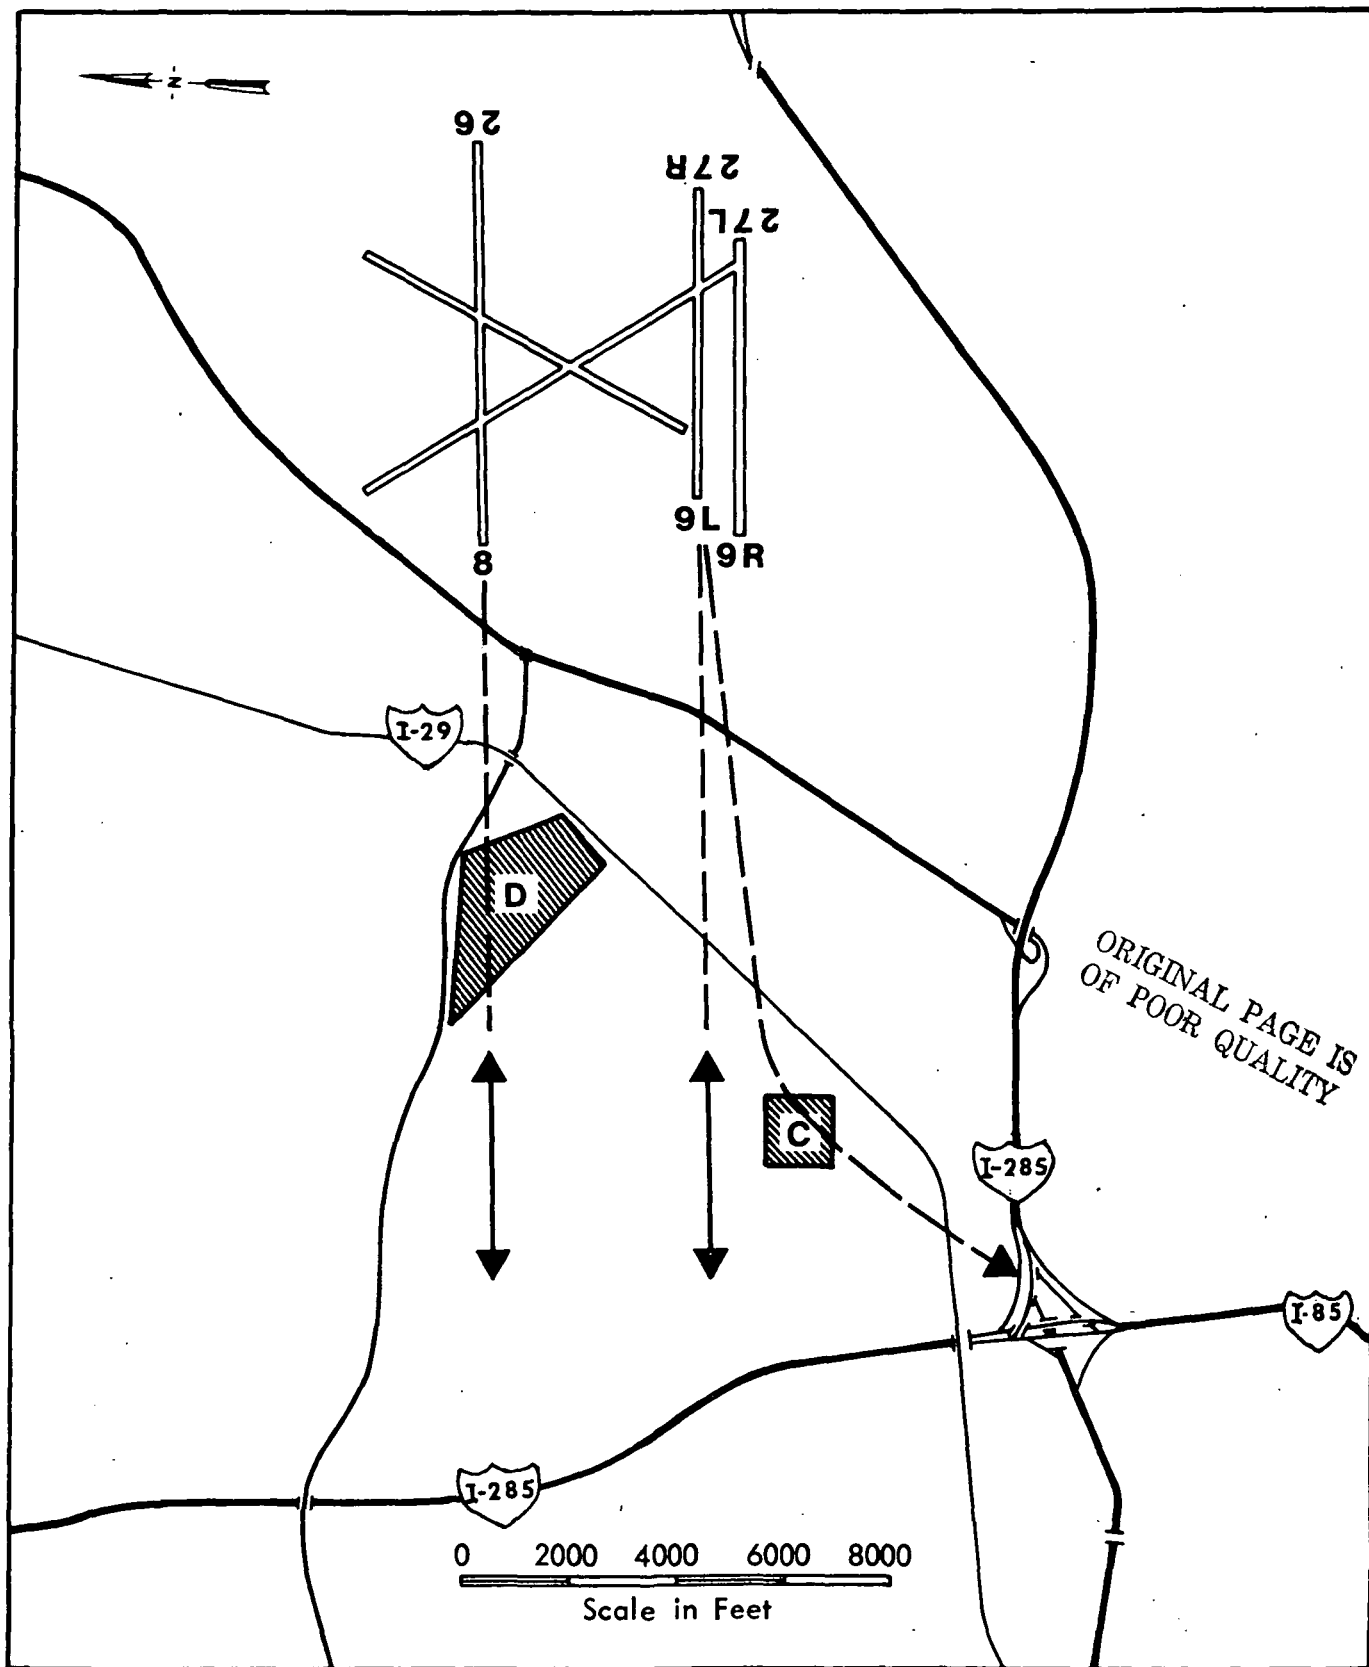 N
26
27R
27L
9L
9R
8
I-29
D
ORIGINAL PAGE IS
OF POOR QUALITY
C
I-285
I-85
I-285
0 2000 4000 6000 8000
Scale in Feet